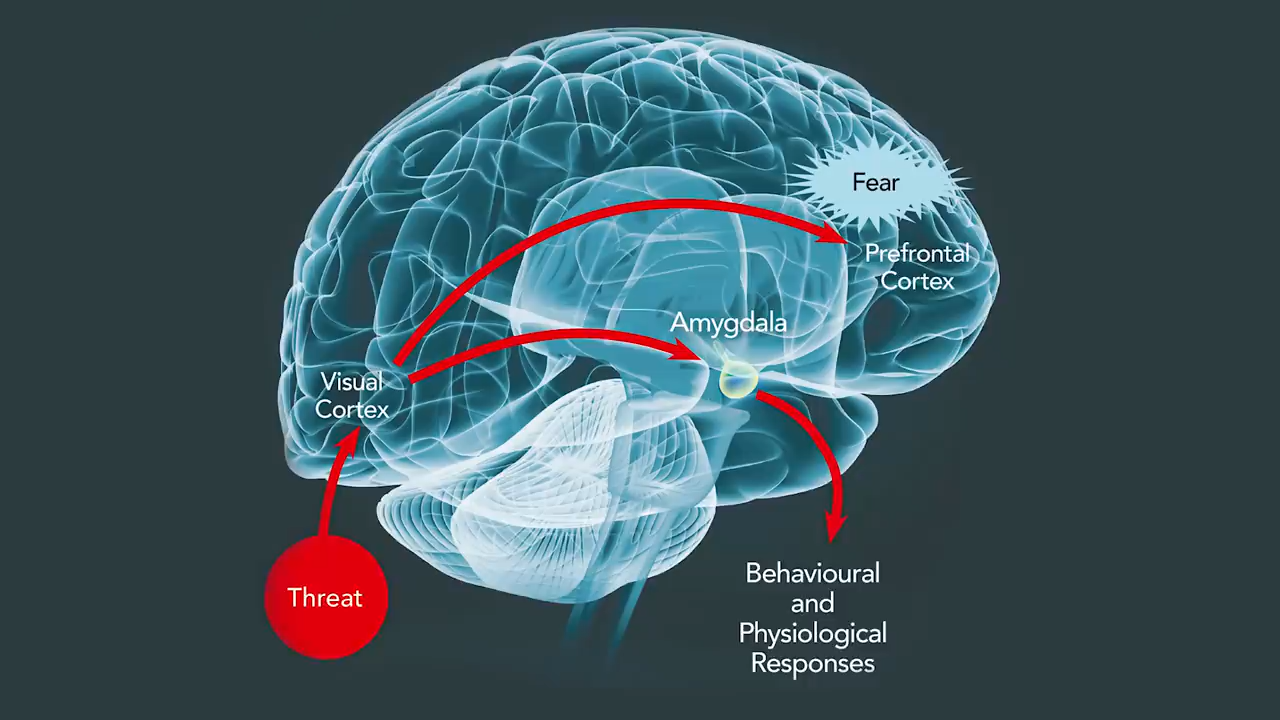 Fear
Prefrontal
Cortex
Amygdala
Visual
Cortex
Threat
Behavioural
and
Physiological
Responses